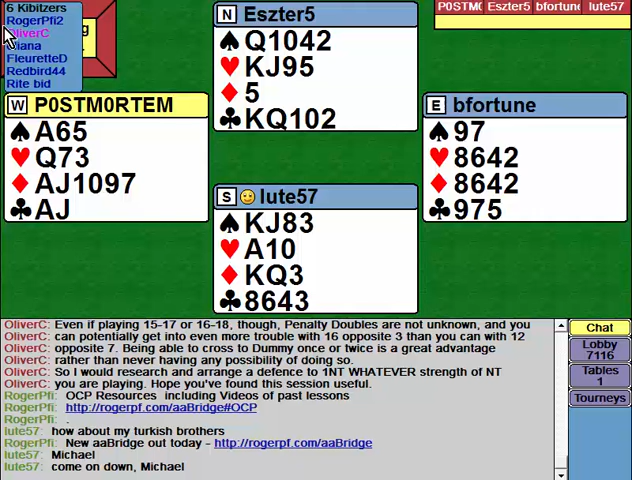 6 Kibitzers
RogerPfi2
OliverC
FleuretteD
Redbird44
Rite bid
N Eszter5
♠ Q1042
♥ KJ95
♦ 5
♣ KQ102
P0STM0 Eszter5 bfortune lute57
W P0STM0RTEM
♠ A65
♥ Q73
♦ AJ1097
♣ AJ
E bfortune
♠ 97
♥ 8642
♦ 8642
♣ 975
S lute57
♠ KJ83
♥ A10
♦ KQ3
♣ 8643
OliverC: Even if playing 15-17 or 16-18, though, Penalty Doubles are not unknown, and you
OliverC: can potentially get into even more trouble with 16 opposite 3 than you can with 12
OliverC: opposite 7. Being able to cross to Dummy once or twice is a great advantage
OliverC: rather than never having any possibility of doing so.
OliverC: So I would research and arrange a defence to 1NT WHATEVER strength of NT
OliverC: you are playing. Hope you've found this session useful.
RogerPfi: OCP Resources including Videos of past lessons
RogerPfi: http://rogerpf.com/aaBridge#OCP
RogerPfi: .
lute57: how about my turkish brothers
RogerPfi: New aaBridge out today - http://rogerpf.com/aaBridge
lute57: Michael
lute57: come on down, Michael
Chat
Lobby
7116
Tables
1
Tourneys